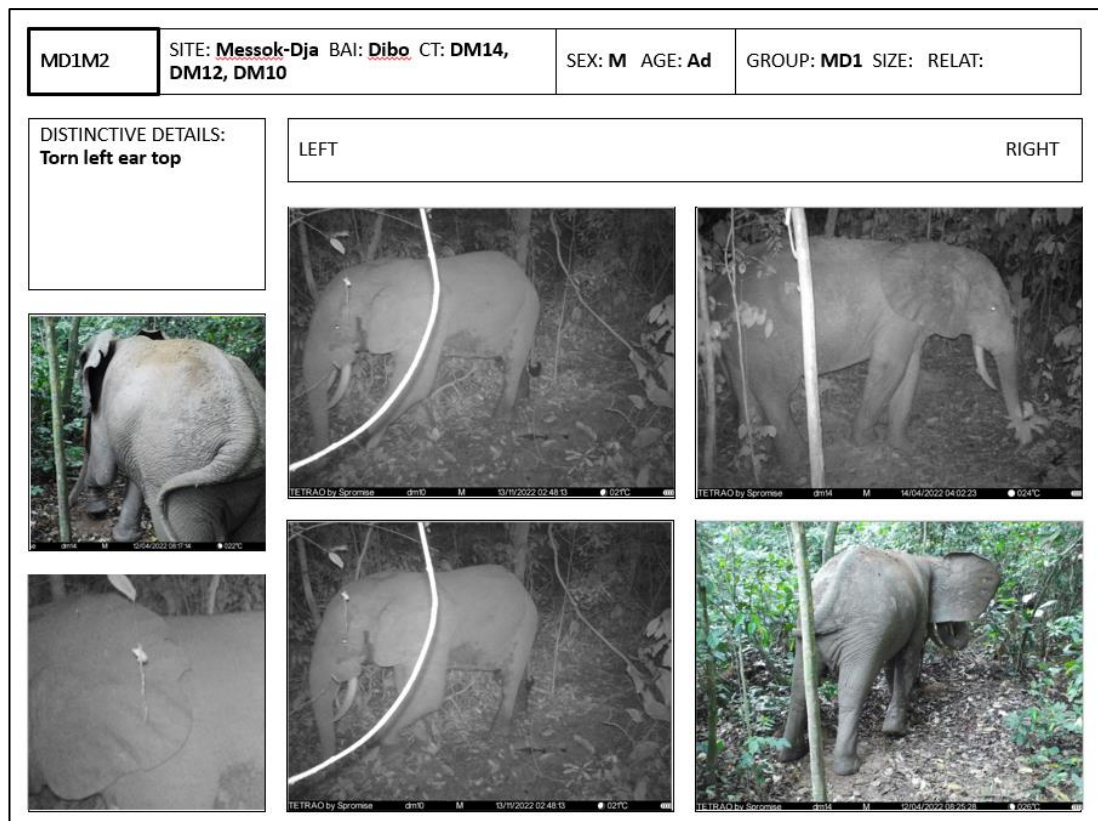 MD1M2
SITE: Messok-Dja BAI: Dibo CT: DM14,
DM12, DM10
SEX: M AGE: Ad
GROUP: MD1 SIZE: RELAT:
DISTINCTIVE DETAILS:
Torn left ear top
LEFT
RIGHT
TETRAO by Spromise dm10 M 13/11/2022 02:48:13 021°C
TETRAO by Spromise dm14 M 14/04/2022 04:02:23 024°C
se dm14 M 12/04/2022 08:17:14 022°C
TETRAO by Spromise dm10 M 13/11/2022 02:48:13 021°C
TETRAO by Spromise dm14 M 12/04/2022 08:25:28 026°C